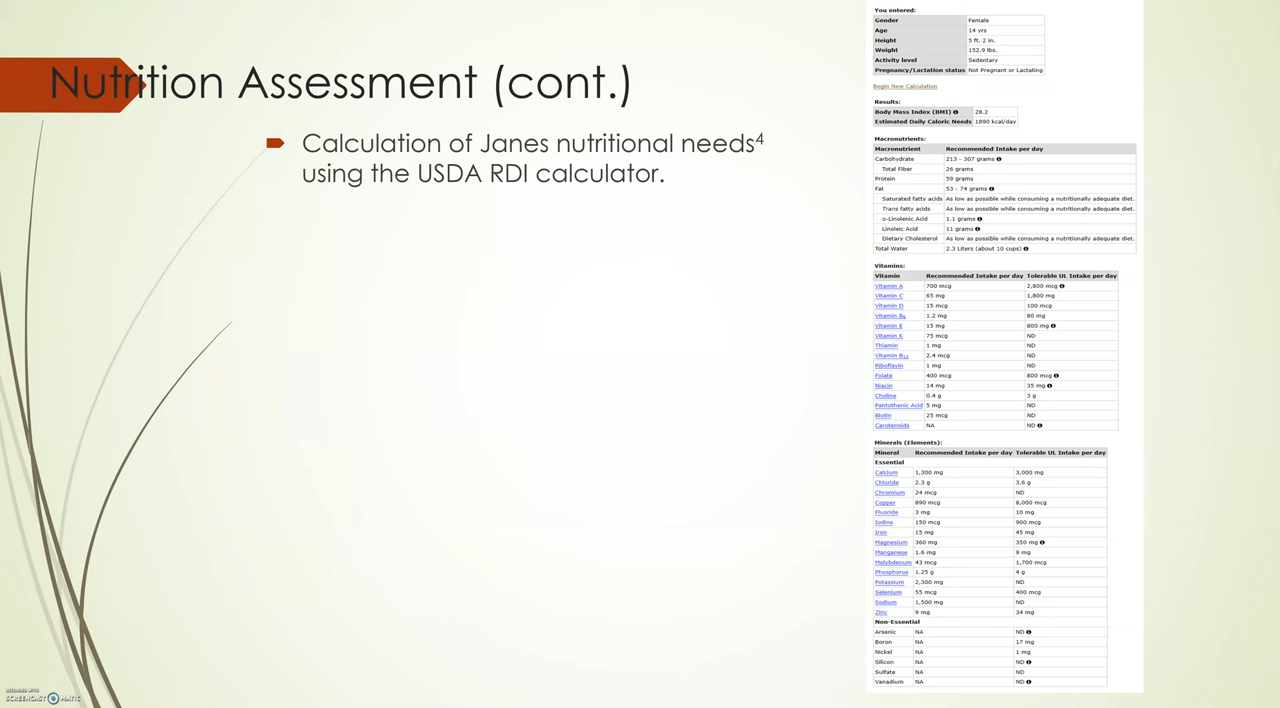 Nutrition Assessment (cont.)
Calculation of Janes nutritional needs4
using the USDA RDI calculator.
You entered:
Gender Female
Age 14 yrs
Height 5 ft. 2 in.
Weight 152.9 lbs.
Activity level Sedentary
Pregnancy/Lactation status Not Pregnant or Lactating
Begin New Calculation
Results:
Body Mass Index (BMI) 28.2
Estimated Daily Caloric Needs 1890 kcal/day
Macronutrients:
Macronutrient Recommended Intake per day
Carbohydrate 213 - 307 grams
Total Fiber 26 grams
Protein 59 grams
Fat 53 - 74 grams
Saturated fatty acids As low as possible while consuming a nutritionally adequate diet.
Trans fatty acids As low as possible while consuming a nutritionally adequate diet.
α-Linolenic Acid 1.1 grams
Linoleic Acid 11 grams
Dietary Cholesterol As low as possible while consuming a nutritionally adequate diet.
Total Water 2.3 Liters (about 10 cups)
Vitamins:
Vitamin Recommended Intake per day Tolerable UL Intake per day
Vitamin A 700 mcg 2,800 mcg
Vitamin C 65 mg 1,800 mg
Vitamin D 15 mcg 100 mcg
Vitamin B6 1.2 mg 80 mg
Vitamin E 15 mg 800 mg
Vitamin K 75 mcg ND
Thiamin 1 mg ND
Vitamin B12 2.4 mcg ND
Riboflavin 1 mg ND
Folate 400 mcg 800 mcg
Niacin 14 mg 35 mg
Choline 0.4 g 3 g
Pantothenic Acid 5 mg ND
Biotin 25 mcg ND
Carotenoids NA ND
Minerals (Elements):
Mineral Recommended Intake per day Tolerable UL Intake per day
Essential
Calcium 1,300 mg 3,000 mg
Chloride 2.3 g 3.6 g
Chromium 24 mcg ND
Copper 890 mcg 8,000 mcg
Fluoride 3 mg 10 mg
Iodine 150 mcg 900 mcg
Iron 15 mg 45 mg
Magnesium 360 mg 350 mg
Manganese 1.6 mg 9 mg
Molybdenum 43 mcg 1,700 mcg
Phosphorus 1.25 g 4 g
Potassium 2,300 mg ND
Selenium 55 mcg 400 mcg
Sodium 1,500 mg ND
Zinc 9 mg 34 mg
Non-Essential
Arsenic NA ND
Boron NA 17 mg
Nickel NA 1 mg
Silicon NA ND
Sulfate NA ND
Vanadium NA ND
RECORDED WITH
SCREENCAST MATIC